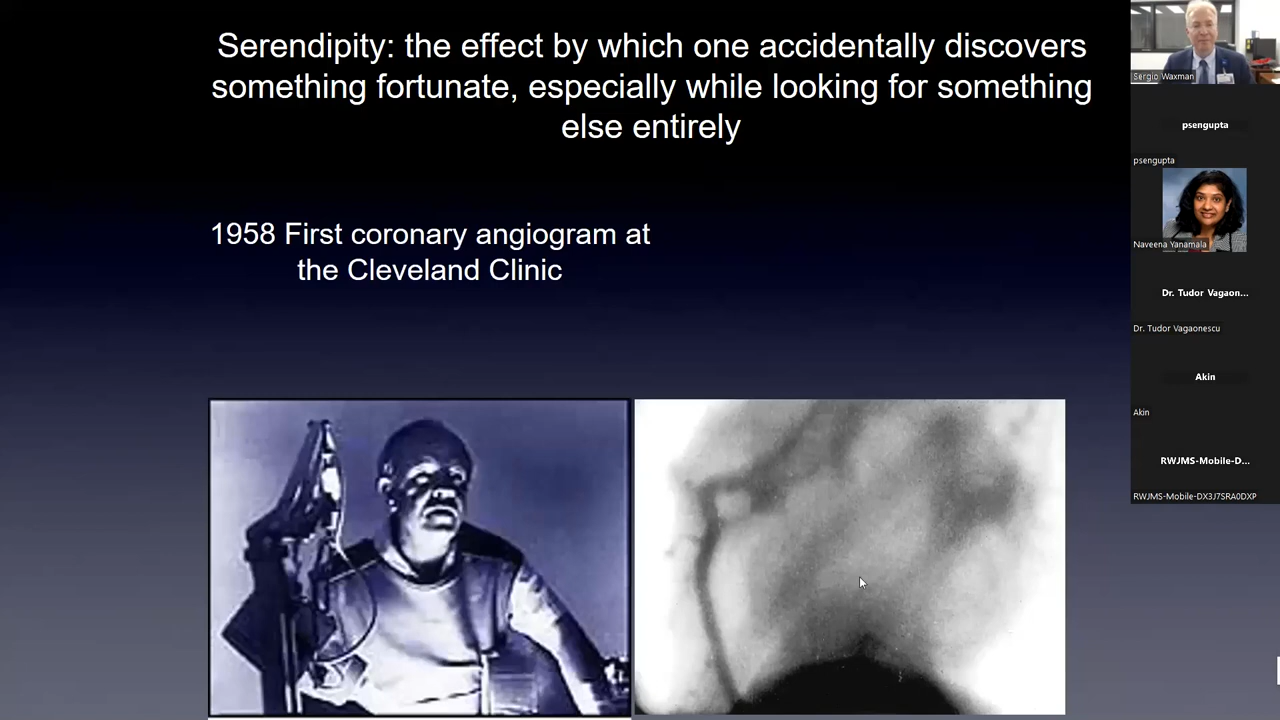 Serendipity: the effect by which one accidentally discovers
something fortunate, especially while looking for something
else entirely
1958 First coronary angiogram at
the Cleveland Clinic
Sergio Waxman
psengupta
psengupta
Naveena Yanamala
Dr. Tudor Vagaon...
Dr. Tudor Vagaonescu
Akin
Akin
RWJMS-Mobile-D...
RWJMS-Mobile-DX3J7SRA0DXP